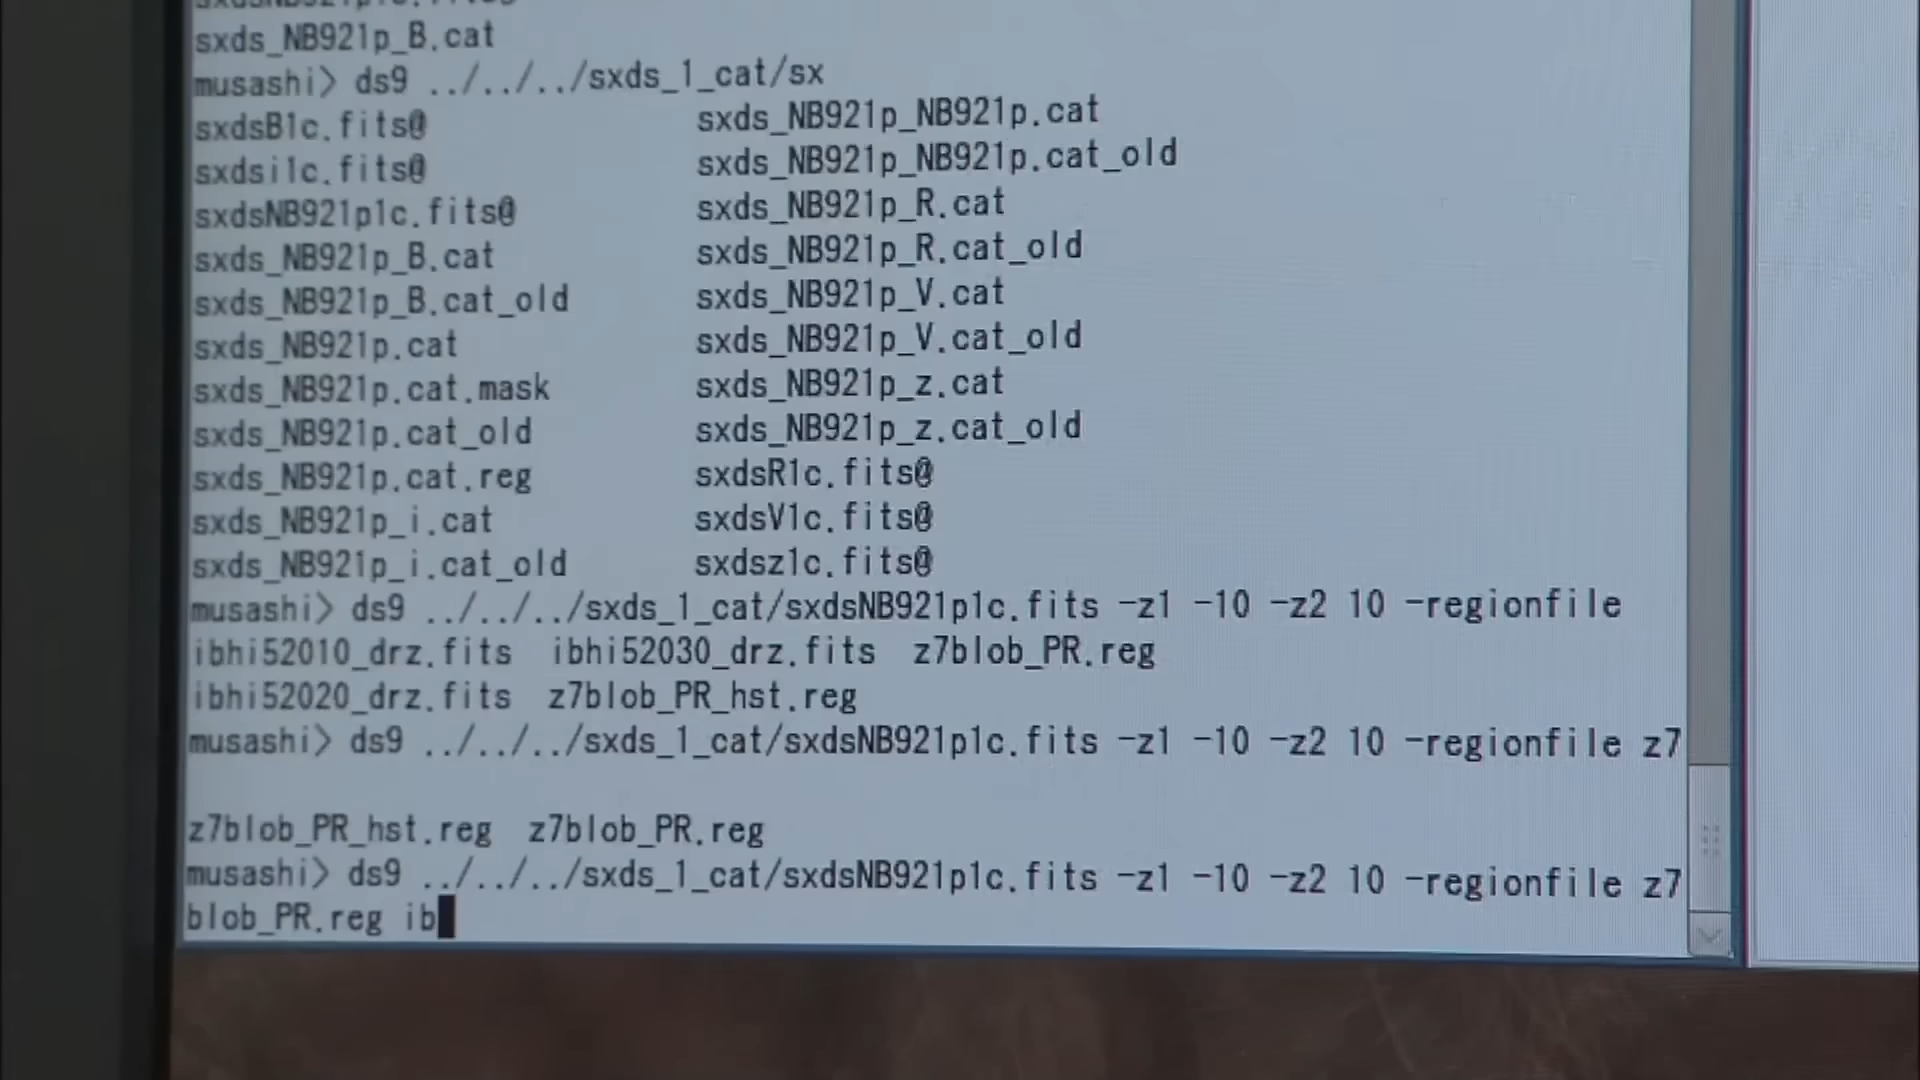 sxds_NB921p_B.cat
musashi> ds9 ../../../sxds_1_cat/sx
sxdsB1c.fits@ sxds_NB921p_NB921p.cat
sxdsi1c.fits@ sxds_NB921p_NB921p.cat_old
sxdsNB921p1c.fits@ sxds_NB921p_R.cat
sxds_NB921p_B.cat sxds_NB921p_R.cat_old
sxds_NB921p_B.cat_old sxds_NB921p_V.cat
sxds_NB921p.cat sxds_NB921p_V.cat_old
sxds_NB921p.cat.mask sxds_NB921p_z.cat
sxds_NB921p.cat_old sxds_NB921p_z.cat_old
sxds_NB921p.cat.reg sxdsR1c.fits@
sxds_NB921p_i.cat sxdsV1c.fits@
sxds_NB921p_i.cat_old sxdsz1c.fits@
musashi> ds9 ../../../sxds_1_cat/sxdsNB921p1c.fits -z1 -10 -z2 10 -regionfile
ibhi52010_drz.fits ibhi52030_drz.fits z7blob_PR.reg
ibhi52020_drz.fits z7blob_PR_hst.reg
musashi> ds9 ../../../sxds_1_cat/sxdsNB921p1c.fits -z1 -10 -z2 10 -regionfile z7
z7blob_PR_hst.reg z7blob_PR.reg
musashi> ds9 ../../../sxds_1_cat/sxdsNB921p1c.fits -z1 -10 -z2 10 -regionfile z7
blob_PR.reg ib